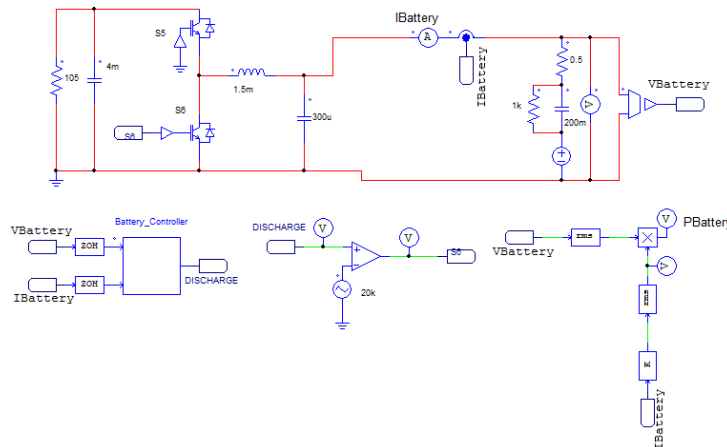 IBattery
A
S5
105
4m
1.5m
IBattery
0.5
1k
200m
V
VBattery
S6
S6
300u
Battery_Controller
VBattery
ZOH
IBattery
ZOH
DISCHARGE
DISCHARGE
V
V
S6
20k
VBattery
rms
V
PBattery
V
rms
K
IBattery